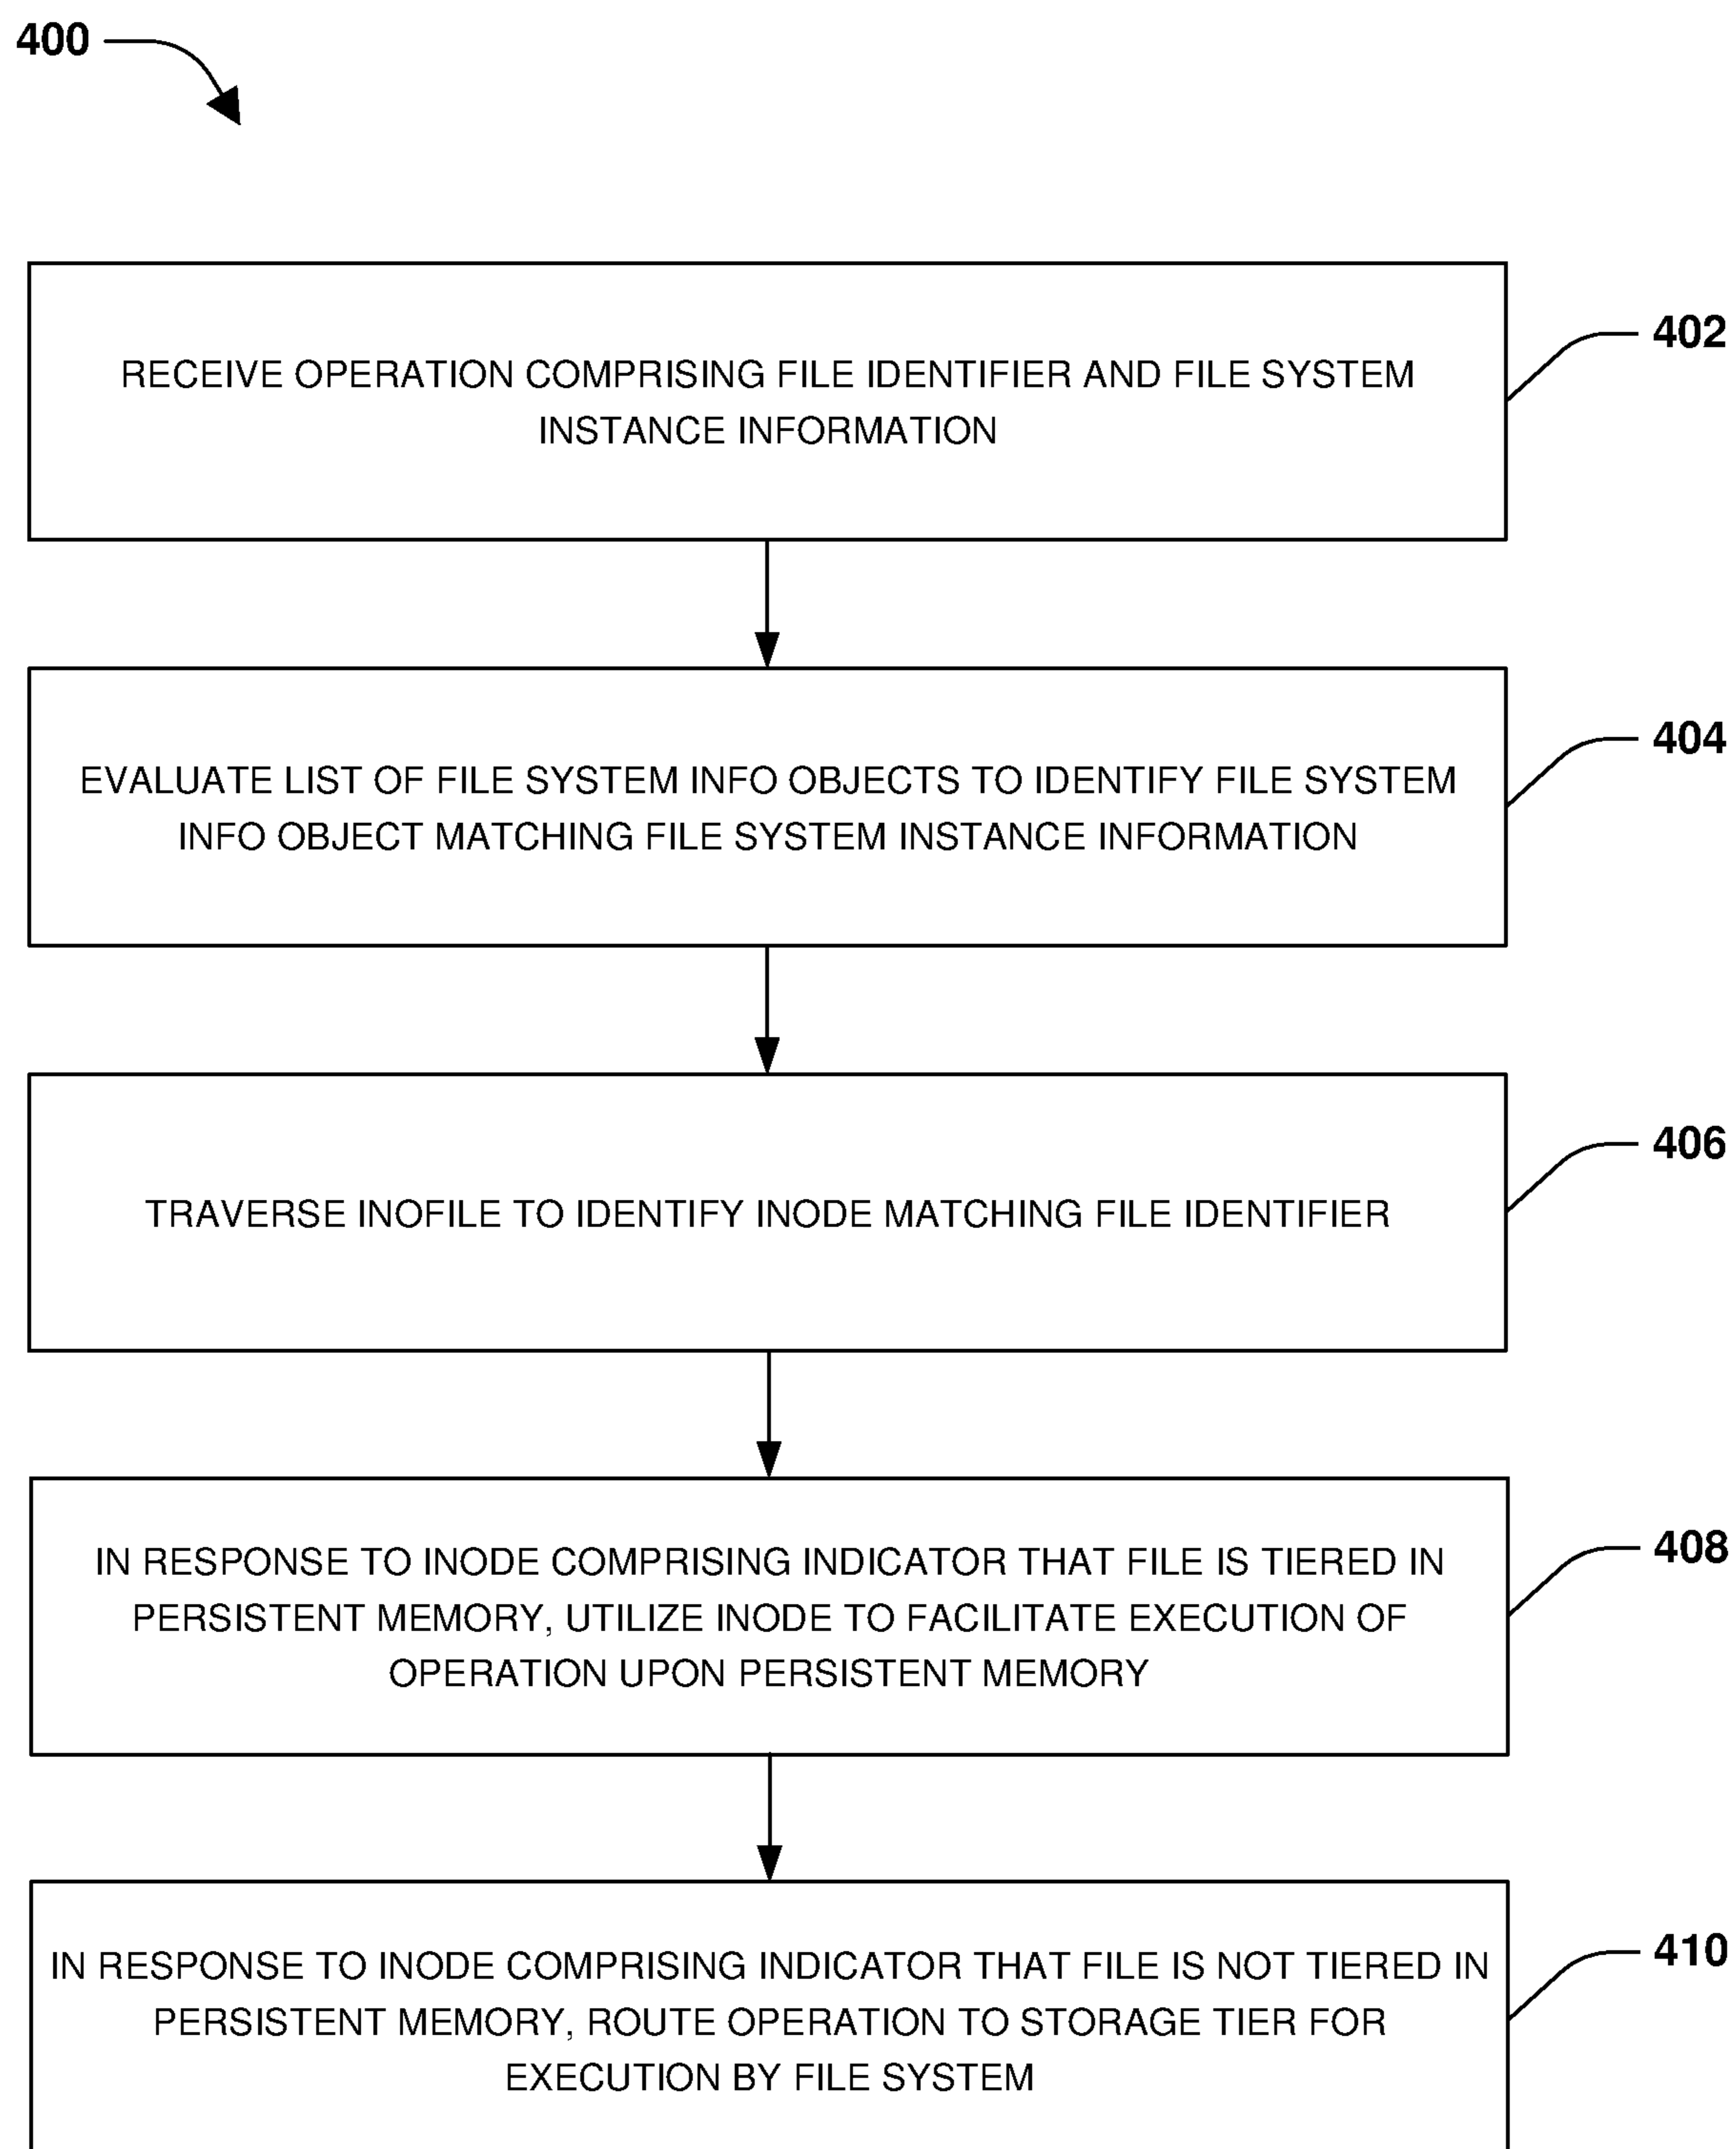 400
RECEIVE OPERATION COMPRISING FILE IDENTIFIER AND FILE SYSTEM
INSTANCE INFORMATION
402
EVALUATE LIST OF FILE SYSTEM INFO OBJECTS TO IDENTIFY FILE SYSTEM
INFO OBJECT MATCHING FILE SYSTEM INSTANCE INFORMATION
404
TRAVERSE INOFILE TO IDENTIFY INODE MATCHING FILE IDENTIFIER
406
IN RESPONSE TO INODE COMPRISING INDICATOR THAT FILE IS TIERED IN
PERSISTENT MEMORY, UTILIZE INODE TO FACILITATE EXECUTION OF
OPERATION UPON PERSISTENT MEMORY
408
IN RESPONSE TO INODE COMPRISING INDICATOR THAT FILE IS NOT TIERED IN
PERSISTENT MEMORY, ROUTE OPERATION TO STORAGE TIER FOR
EXECUTION BY FILE SYSTEM
410